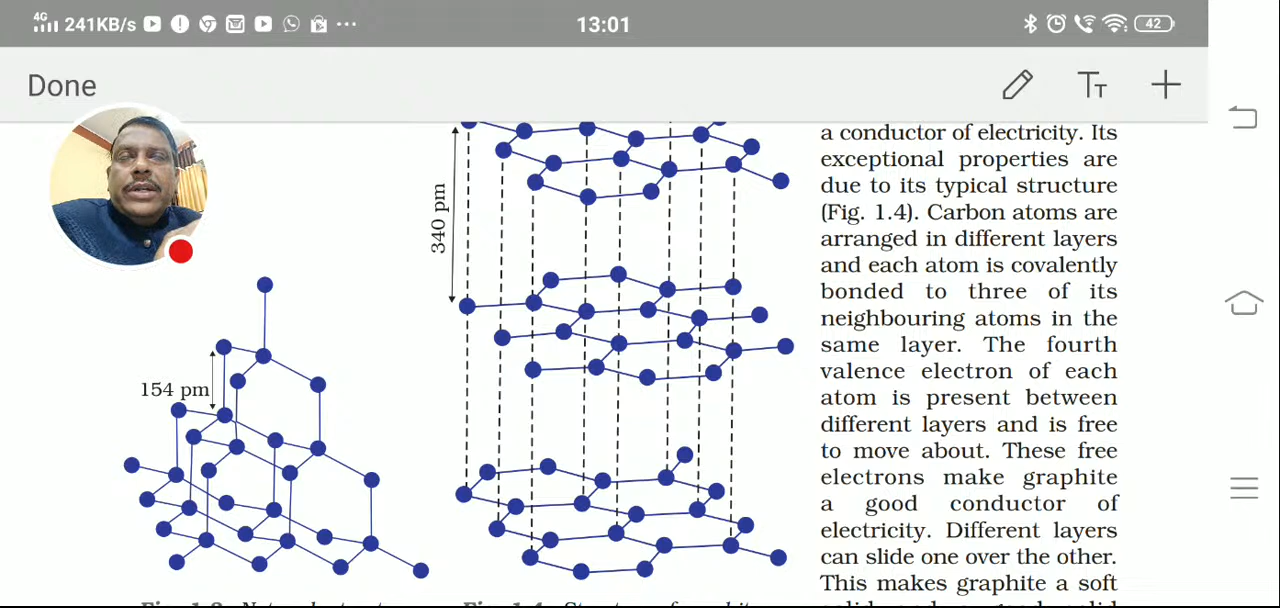 4G 241KB/s 13:01 42
Done
340 pm
154 pm
a conductor of electricity. Its
exceptional properties are
due to its typical structure
(Fig. 1.4). Carbon atoms are
arranged in different layers
and each atom is covalently
bonded to three of its
neighbouring atoms in the
same layer. The fourth
valence electron of each
atom is present between
different layers and is free
to move about. These free
electrons make graphite
a good conductor of
electricity. Different layers
can slide one over the other.
This makes graphite a soft